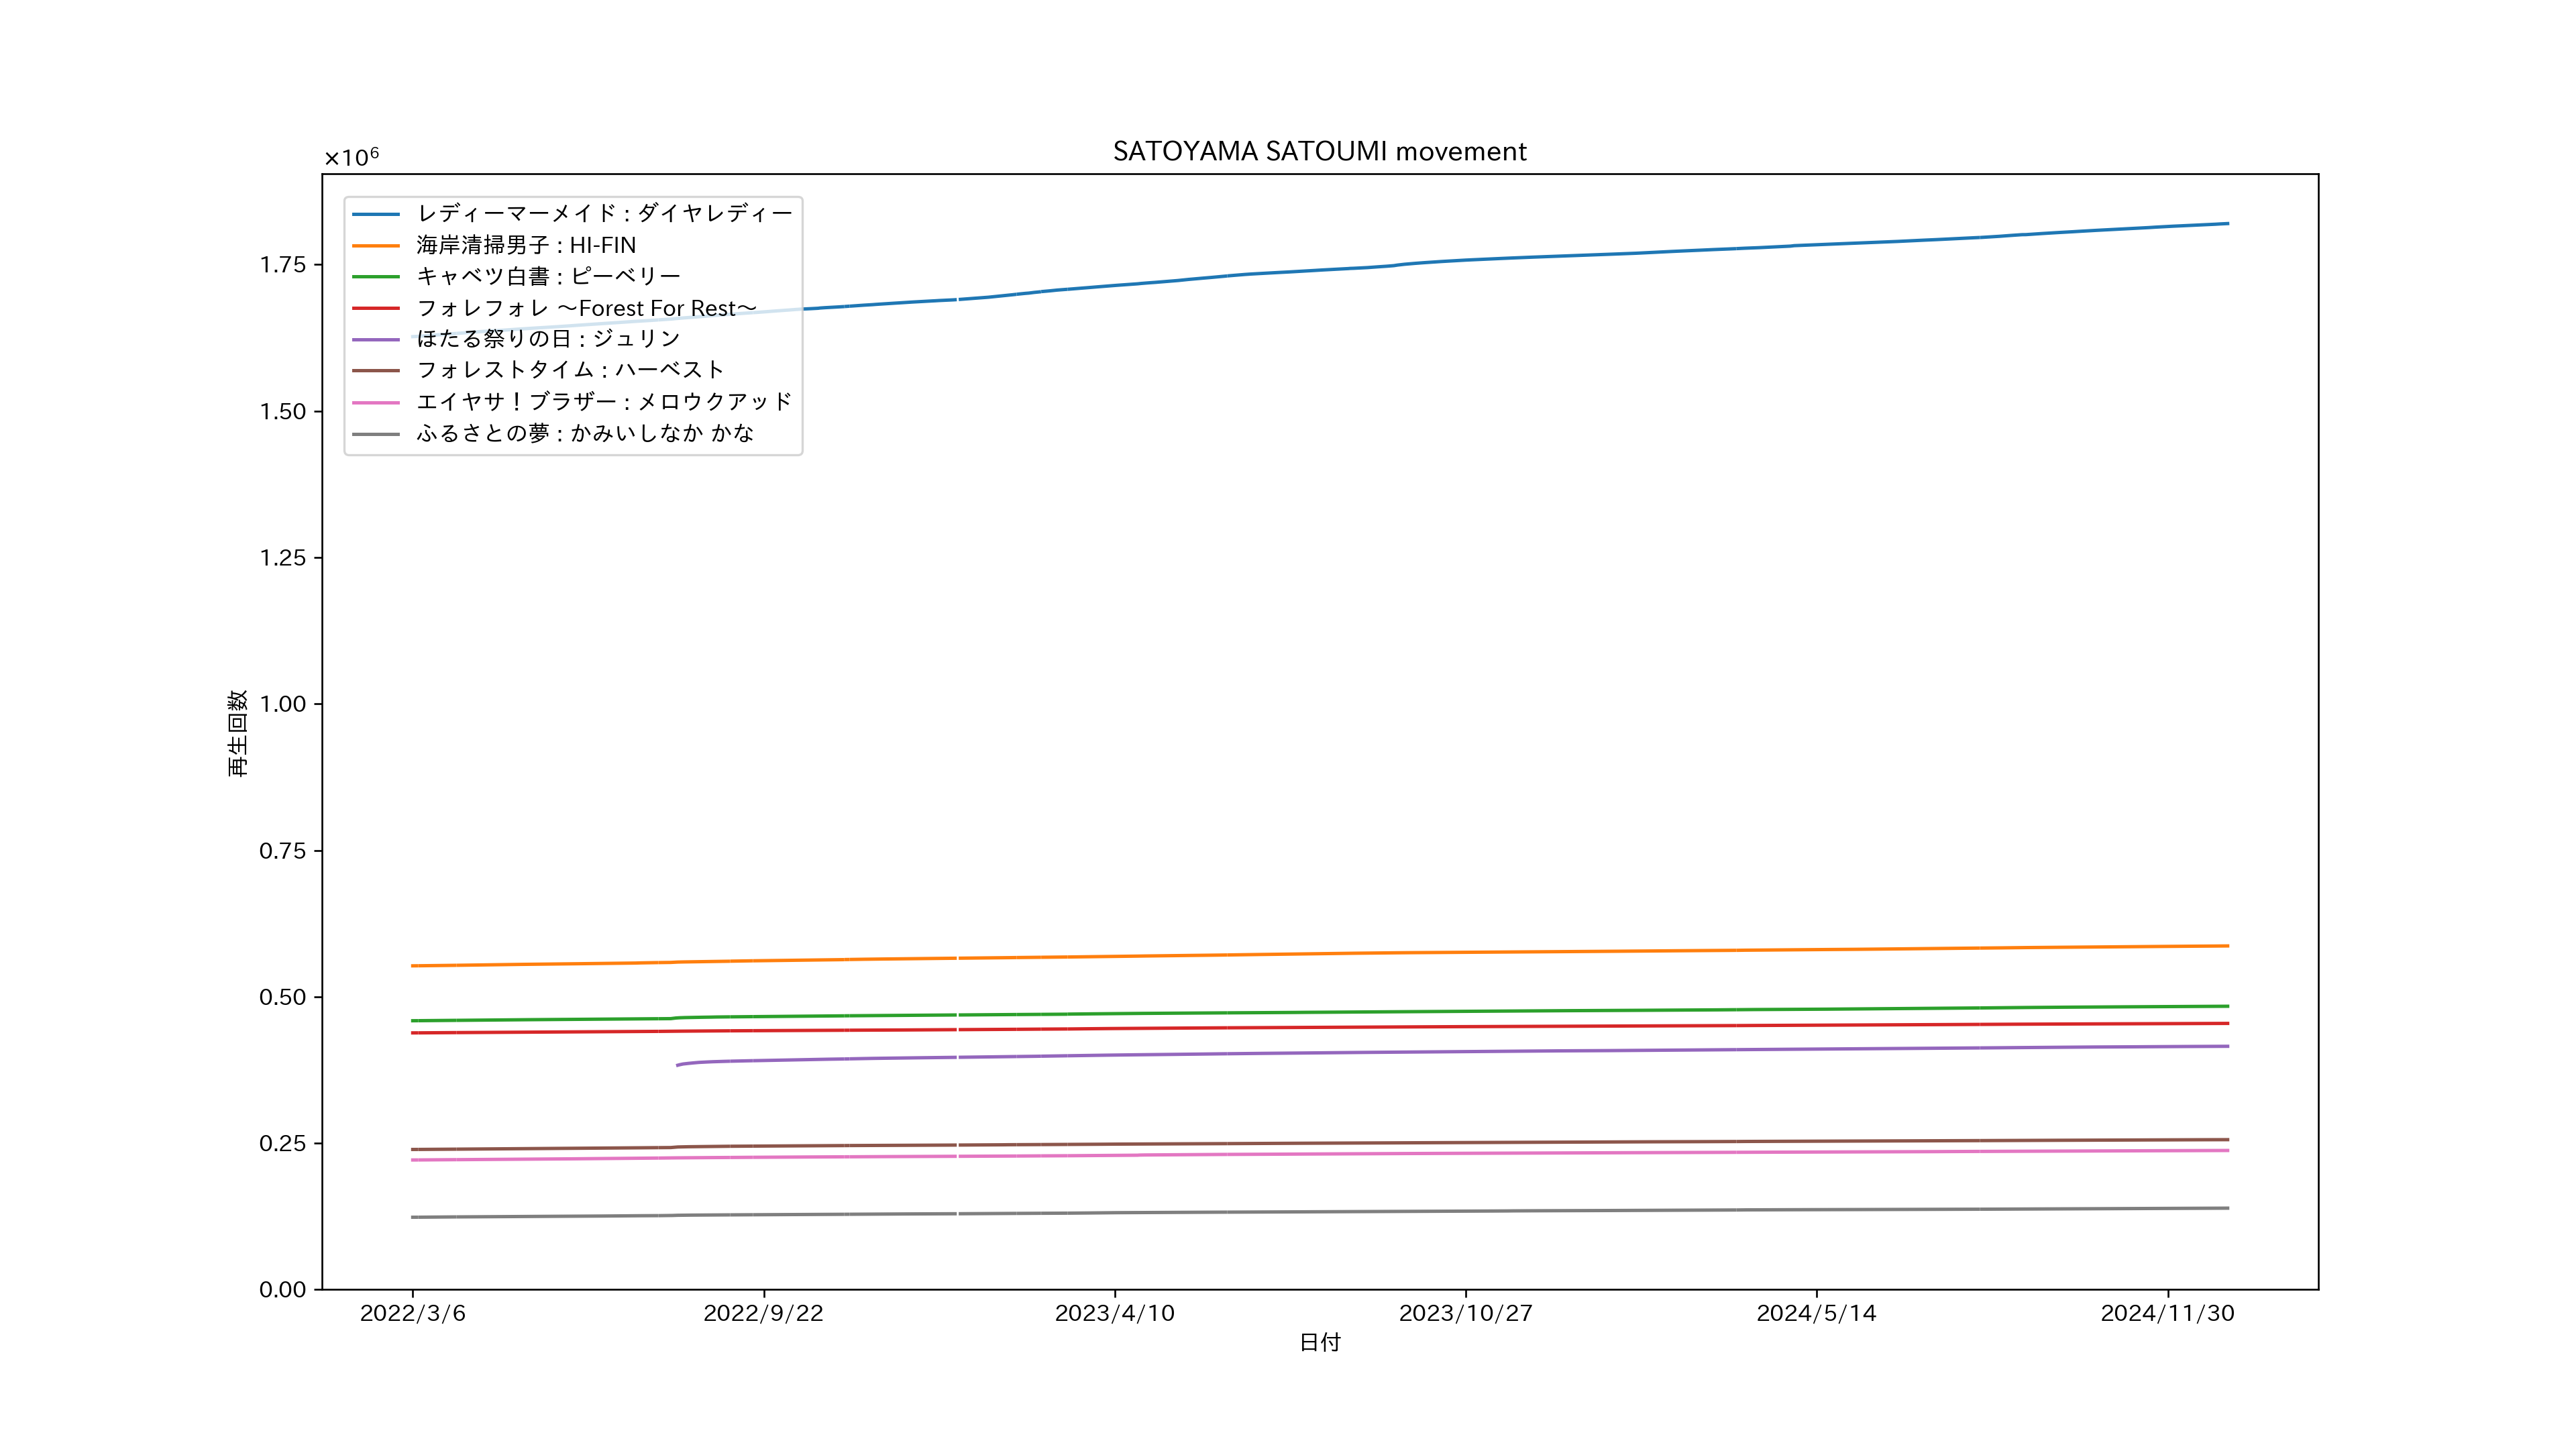 SATOYAMA SATOUMI movement
×10⁶
レディーマーメイド : ダイヤレディー
海岸清掃男子 : HI-FIN
キャベツ白書 : ピーベリー
フォレフォレ ～Forest For Rest～
ほたる祭りの日 : ジュリン
フォレストタイム : ハーベスト
エイヤサ！ブラザー : メロウクアッド
ふるさとの夢 : かみいしなか かな
1.75
1.50
1.25
1.00
0.75
0.50
0.25
0.00
再生回数
2022/3/6
2022/9/22
2023/4/10
2023/10/27
2024/5/14
2024/11/30
日付